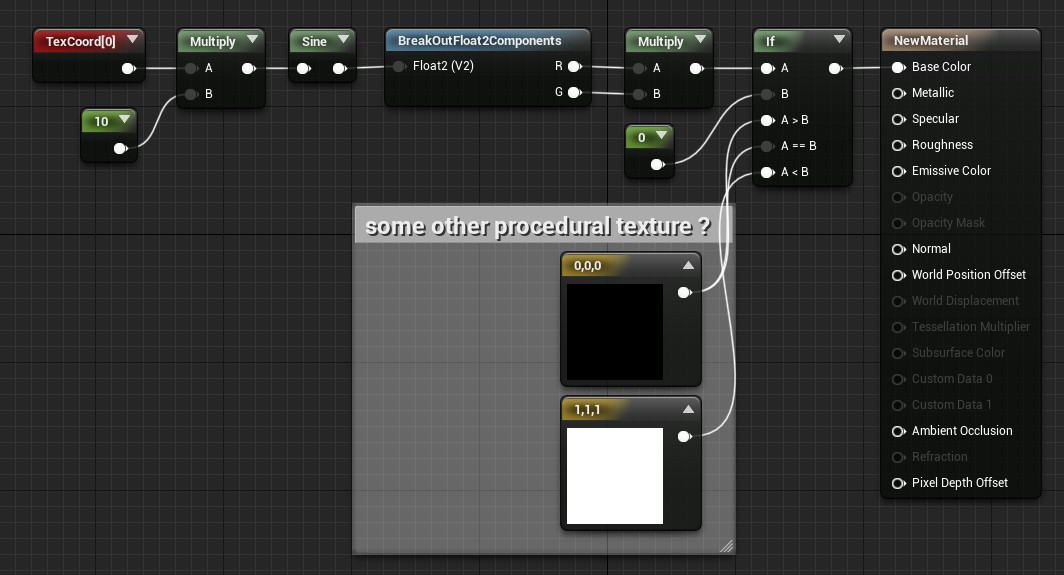 TexCoord[0]
10
Multiply
A
B
Sine
BreakOutFloat2Components
Float2 (V2)
R
G
Multiply
A
B
0
If
A
B
A > B
A == B
A < B
some other procedural texture ?
0,0,0
1,1,1
NewMaterial
Base Color
Metallic
Specular
Roughness
Emissive Color
Opacity
Opacity Mask
Normal
World Position Offset
World Displacement
Tessellation Multiplier
Subsurface Color
Custom Data 0
Custom Data 1
Ambient Occlusion
Refraction
Pixel Depth Offset